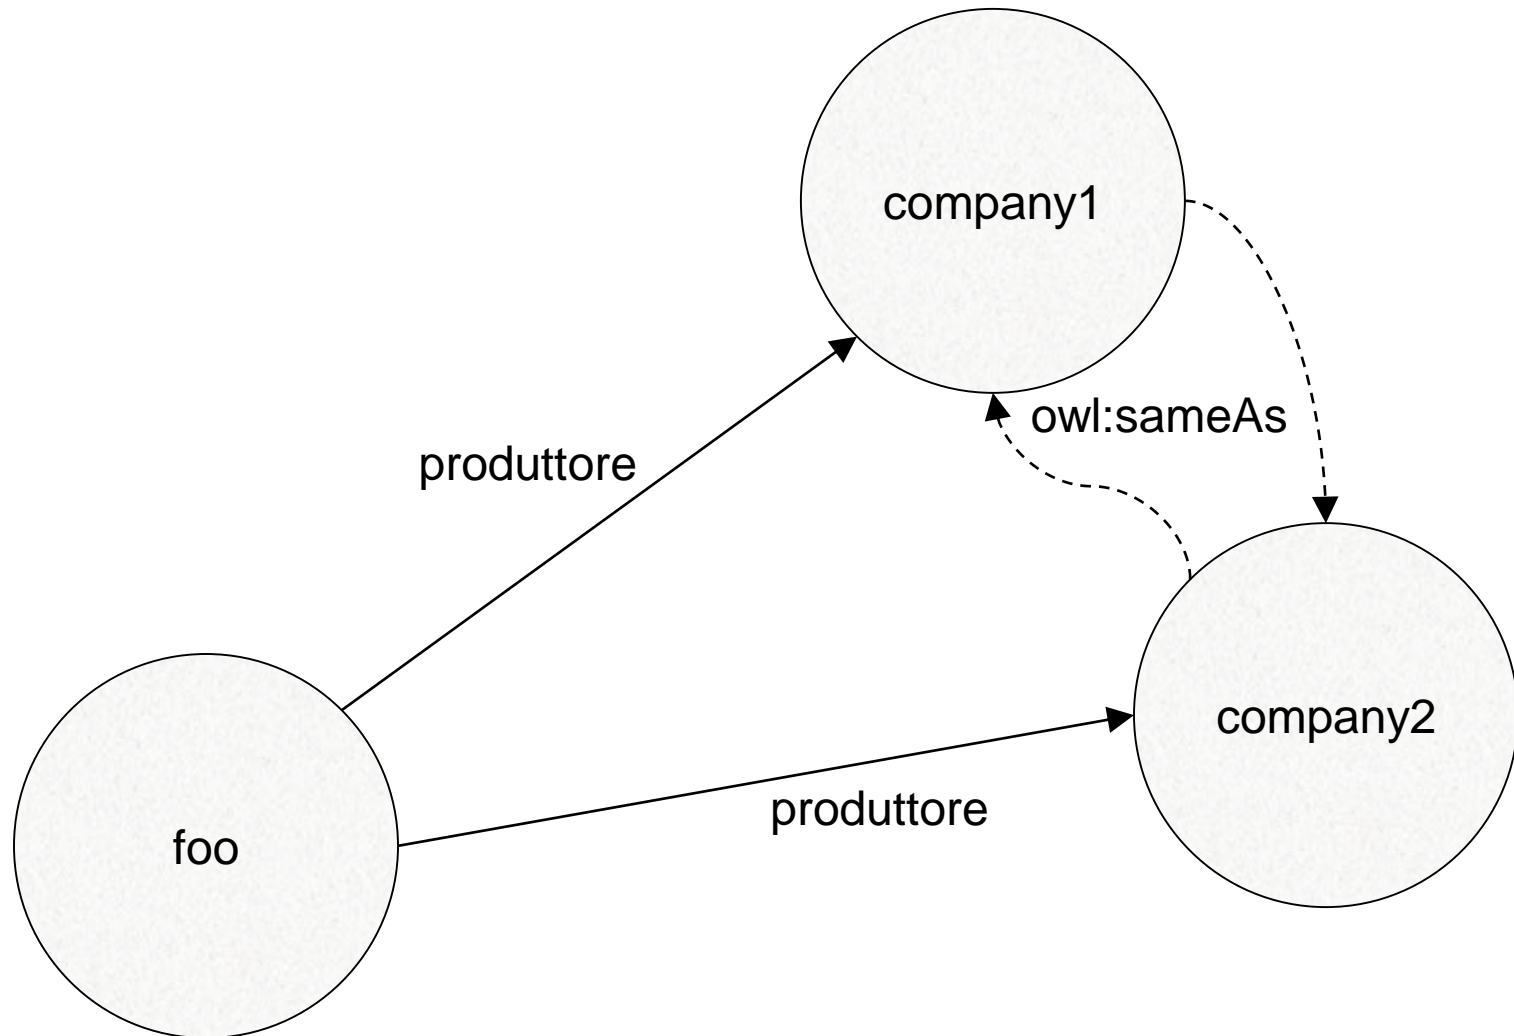 company1
owl:sameAs
produttore
company2
produttore
foo